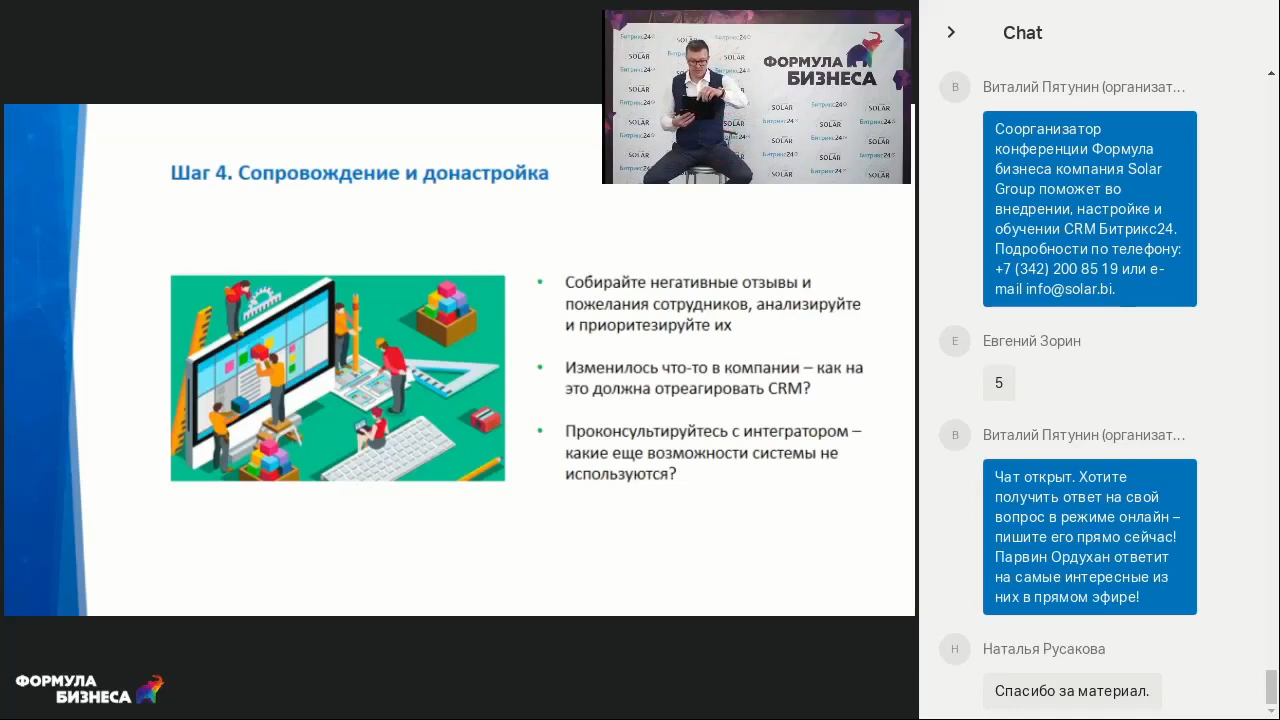 ФОРМУЛА
БИЗНЕСА
SOLAR
Битрикс24
Шаг 4. Сопровождение и донастройка
• Собирайте негативные отзывы и
пожелания сотрудников, анализируйте
и приоритезируйте их
• Изменилось что-то в компании – как на
это должна отреагировать CRM?
• Проконсультируйтесь с интегратором –
какие еще возможности системы не
используются?
ФОРМУЛА
БИЗНЕСА
Chat
В
Виталий Пятунин (организат...
Соорганизатор
конференции Формула
бизнеса компания Solar
Group поможет во
внедрении, настройке и
обучении CRM Битрикс24.
Подробности по телефону:
+7 (342) 200 85 19 или e-
mail info@solar.bi.
Е
Евгений Зорин
5
В
Виталий Пятунин (организат...
Чат открыт. Хотите
получить ответ на свой
вопрос в режиме онлайн –
пишите его прямо сейчас!
Парвин Ордухан ответит
на самые интересные из
них в прямом эфире!
Н
Наталья Русакова
Спасибо за материал.